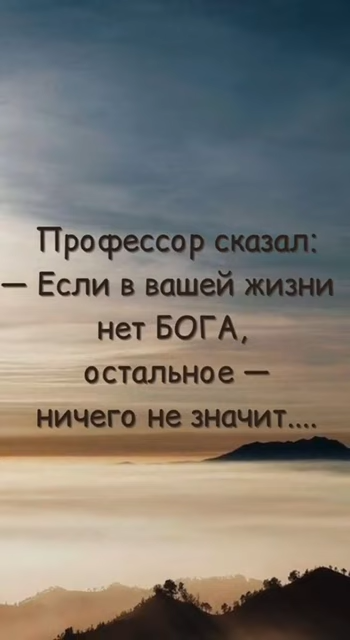 Профессор сказал:
— Если в вашей жизни
нет БОГА,
остальное —
ничего не значит....